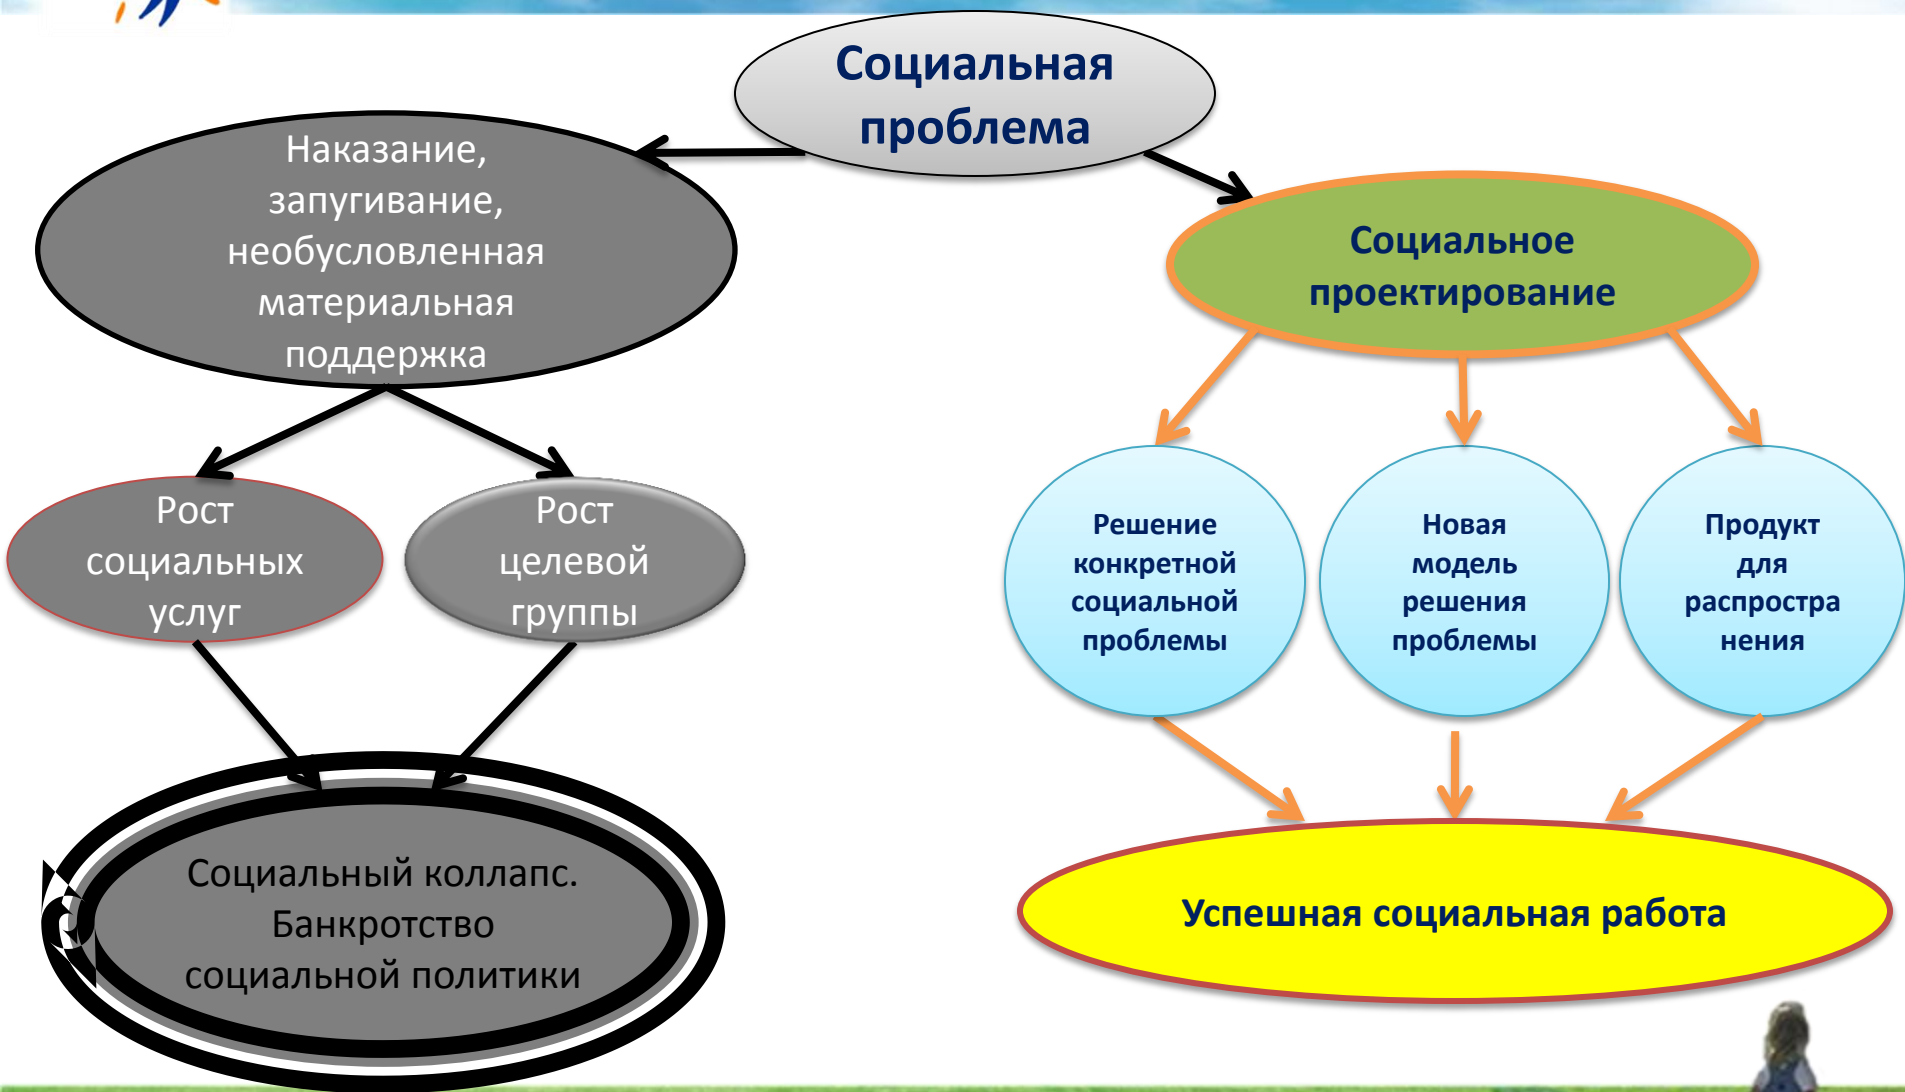 Социальная
проблема
Наказание,
запугивание,
необусловленная
материальная
поддержка
Социальное
проектирование
Рост
социальных
услуг
Рост
целевой
группы
Решение
конкретной
социальной
проблемы
Новая
модель
решения
проблемы
Продукт
для
распростра
нения
Социальный коллапс.
Банкротство
социальной политики
Успешная социальная работа